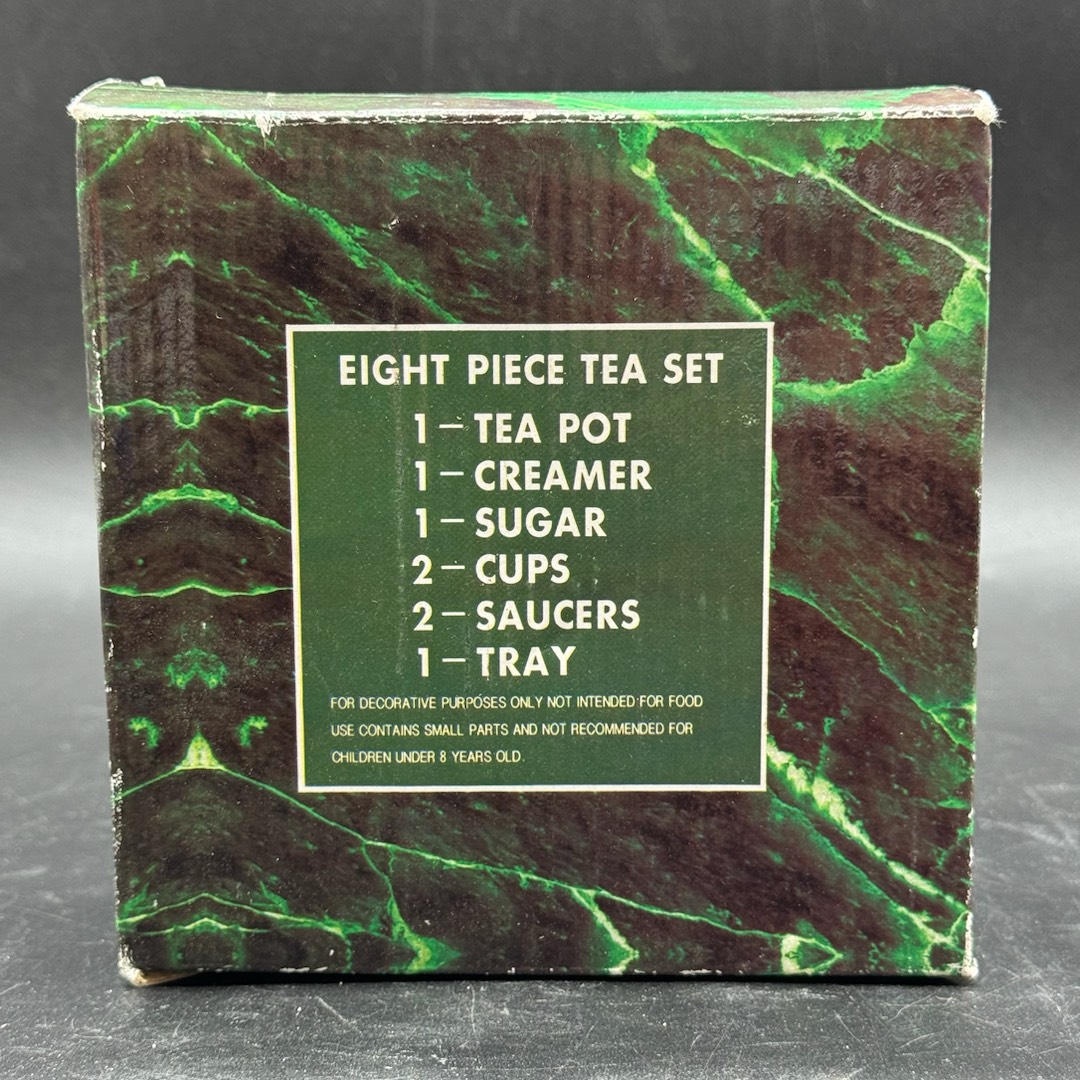 EIGHT PIECE TEA SET
1 – TEA POT
1 – CREAMER
1 – SUGAR
2 – CUPS
2 – SAUCERS
1 – TRAY
FOR DECORATIVE PURPOSES ONLY NOT INTENDED FOR FOOD
USE CONTAINS SMALL PARTS AND NOT RECOMMENDED FOR
CHILDREN UNDER 8 YEARS OLD.